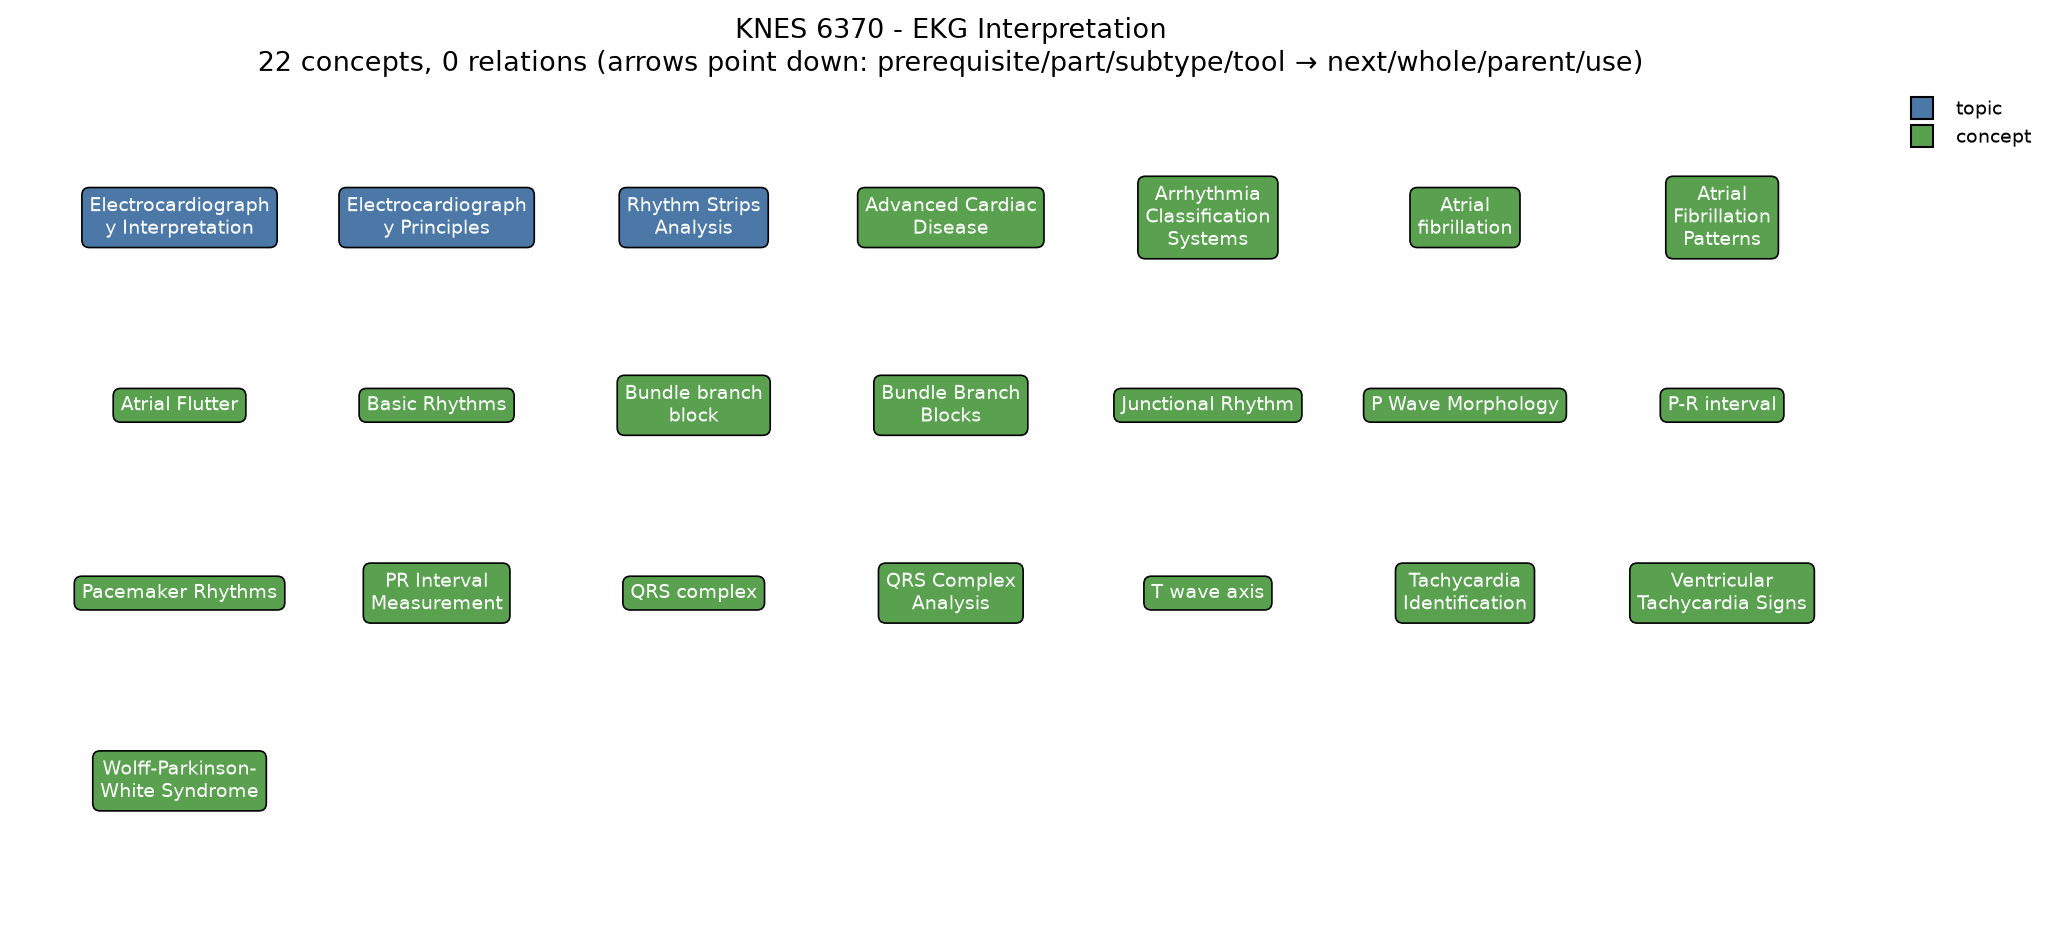 KNES 6370 - EKG Interpretation
22 concepts, 0 relations (arrows point down: prerequisite/part/subtype/tool → next/whole/parent/use)
topic
concept
Electrocardiograph
y Interpretation
Electrocardiograph
y Principles
Rhythm Strips
Analysis
Advanced Cardiac
Disease
Arrhythmia
Classification
Systems
Atrial
fibrillation
Atrial
Fibrillation
Patterns
Atrial Flutter
Basic Rhythms
Bundle branch
block
Bundle Branch
Blocks
Junctional Rhythm
P Wave Morphology
P-R interval
Pacemaker Rhythms
PR Interval
Measurement
QRS complex
QRS Complex
Analysis
T wave axis
Tachycardia
Identification
Ventricular
Tachycardia Signs
Wolff-Parkinson-
White Syndrome